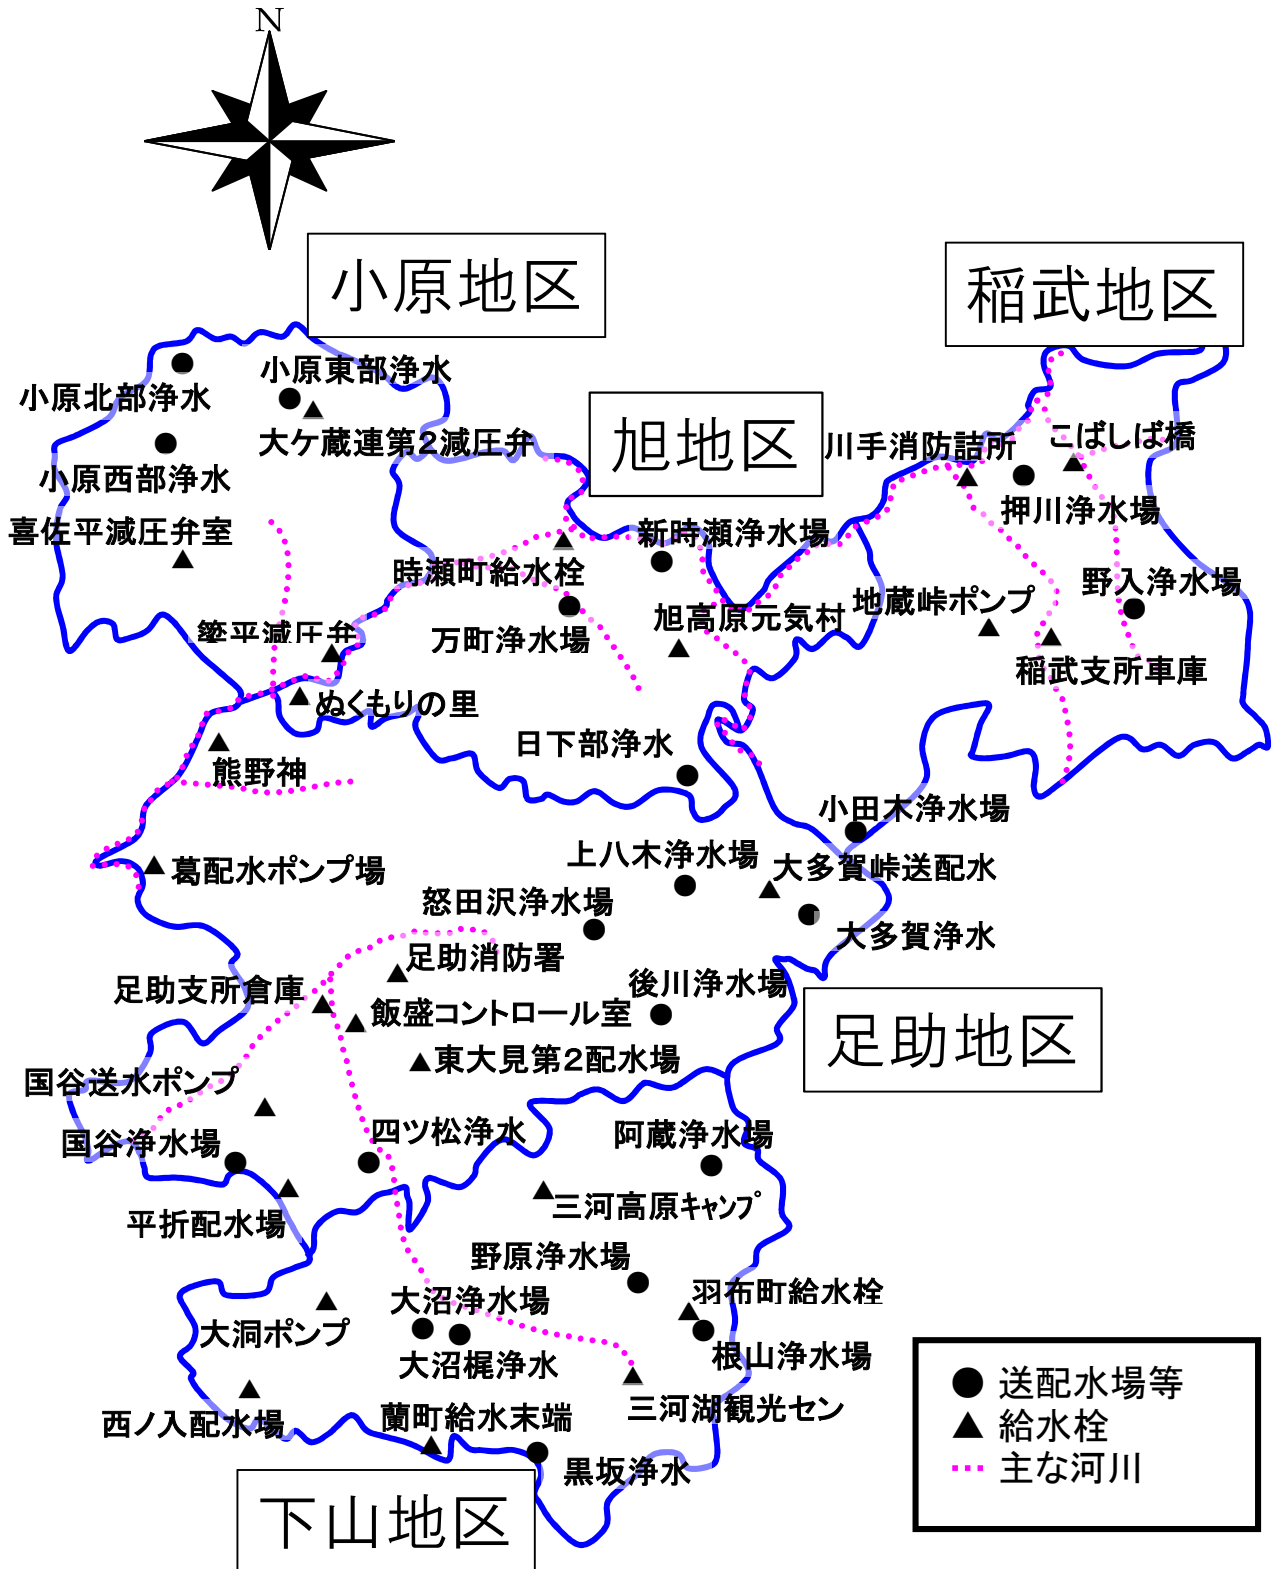 N
小原地区
稲武地区
小原東部浄水
小原北部浄水
大ケ蔵連第2減圧弁
旭地区
川手消防詰所
こばしば橋
小原西部浄水
押川浄水場
喜佐平減圧弁室
新時瀬浄水場
時瀬町給水栓
野入浄水場
地蔵峠ポンプ
旭高原元気村
平減圧弁
万町浄水場
稲武支所車庫
ぬくもりの里
日下部浄水
熊野神
小田木浄水場
上八木浄水場
大多賀峠送配水
葛配水ポンプ場
怒田沢浄水場
大多賀浄水
足助消防署
後川浄水場
足助支所倉庫
飯盛コントロール室
足助地区
東大見第2配水場
国谷送水ポンプ
四ツ松浄水
阿蔵浄水場
国谷浄水場
三河高原キャンプ
平折配水場
野原浄水場
羽布町給水栓
大沼浄水場
大洞ポンプ
根山浄水場
大沼梶浄水
送配水場等
三河湖観光セン
蘭町給水末端
西ノ入配水場
給水栓
黒坂浄水
主な河川
下山地区